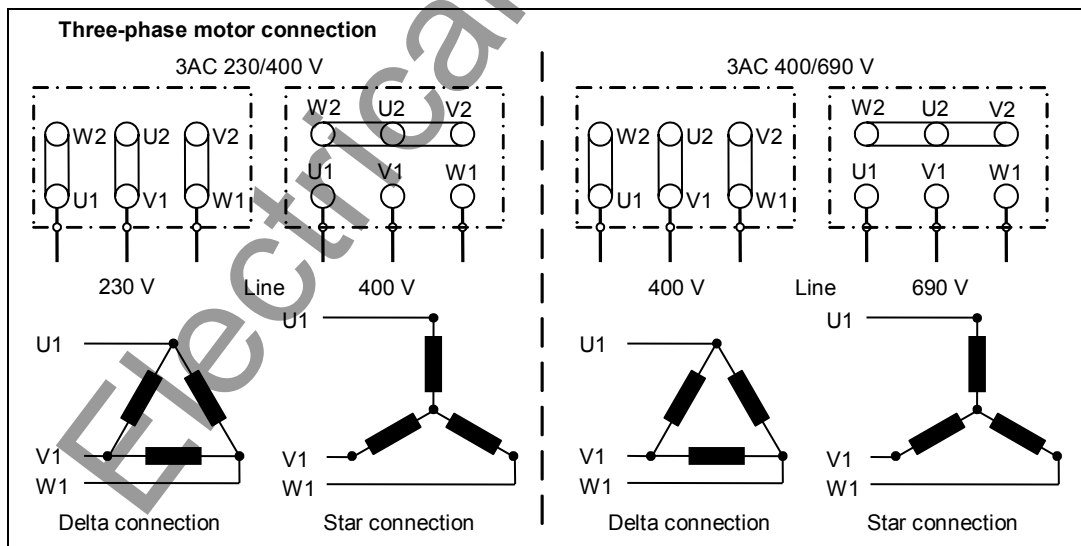 Three-phase motor connection
3AC 230/400 V
3AC 400/690 V
W2 U2 V2
U1 V1 W1
W2 U2 V2
U1 V1 W1
W2 U2 V2
U1 V1 W1
W2 U2 V2
U1 V1 W1
230 V Line 400 V
400 V Line 690 V
U1
V1
W1
Delta connection
U1
V1
W1
Star connection
U1
V1
W1
Delta connection
U1
V1
W1
Star connection
Electrical